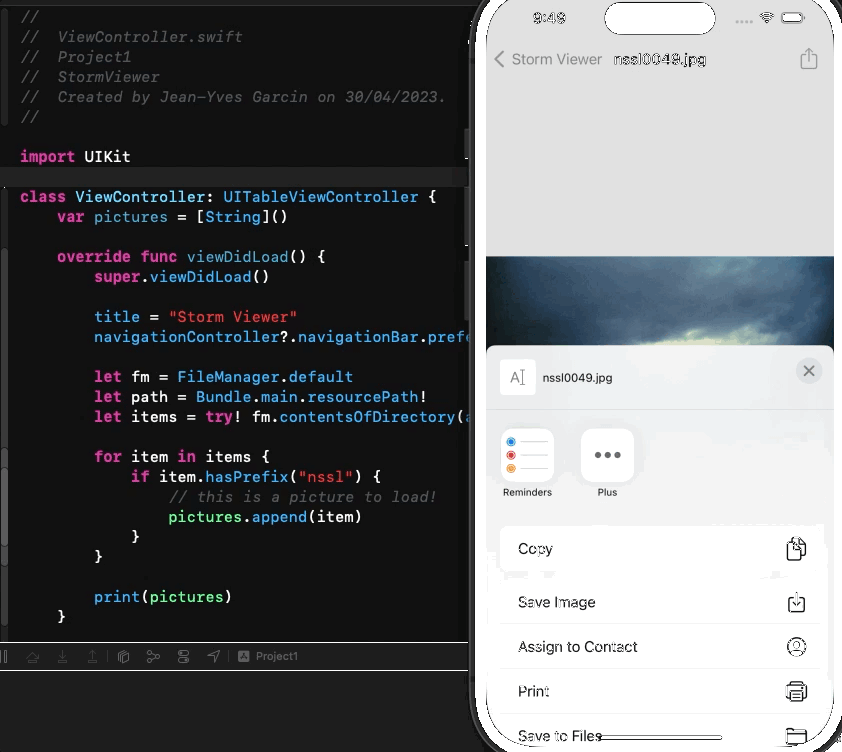 //
//  ViewController.swift
//  Project1
//  StormViewer
//  Created by Jean-Yves Garcin on 30/04/2023.
//
import UIKit
class ViewController: UITableViewController {
var pictures = [String]()
override func viewDidLoad() {
super.viewDidLoad()
title = "Storm Viewer"
navigationController?.navigationBar.prefe
let fm = FileManager.default
let path = Bundle.main.resourcePath!
let items = try! fm.contentsOfDirectory(a
for item in items {
if item.hasPrefix("nssl") {
// this is a picture to load!
pictures.append(item)
}
}
print(pictures)
}
Project1
9:49
Storm Viewer nssl0049.jpg
A nssl0049.jpg
Reminders Plus
Copy
Save Image
Assign to Contact
Print
Save to Files